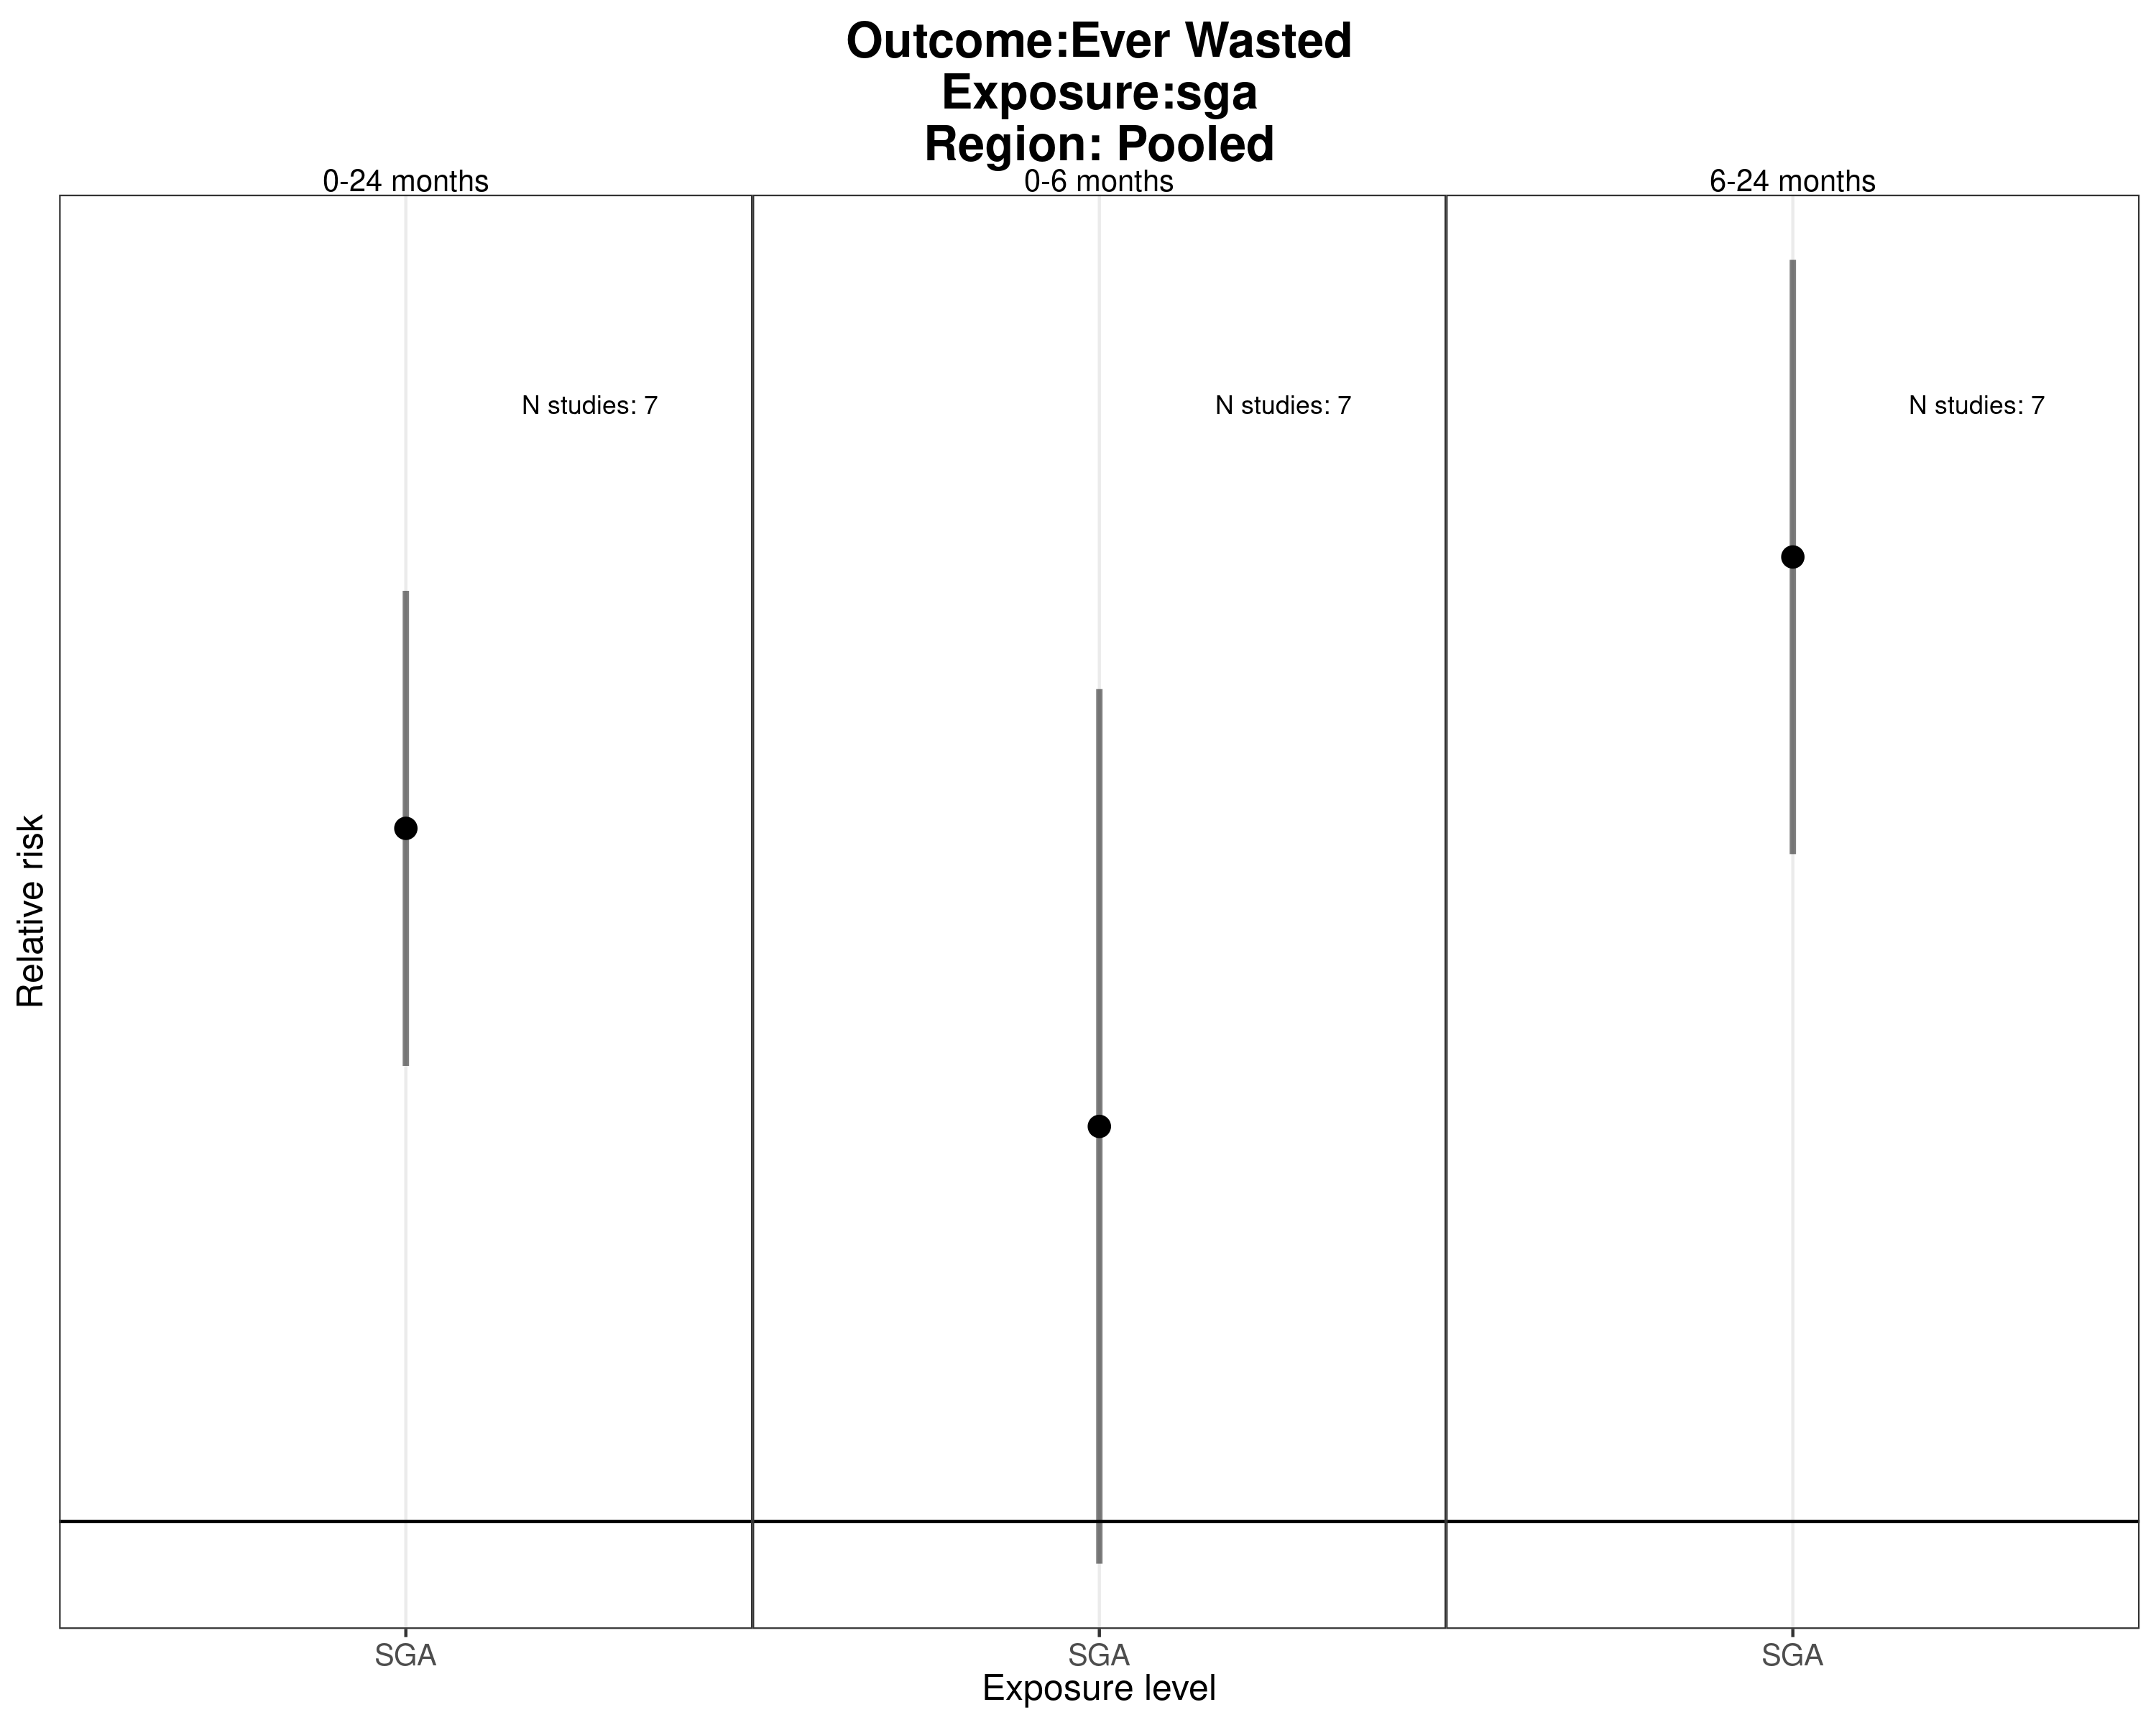 Outcome:Ever Wasted
Exposure:sga
Region: Pooled
0-24 months
0-6 months
6-24 months
N studies: 7
N studies: 7
N studies: 7
Relative risk
SGA
SGA
SGA
Exposure level